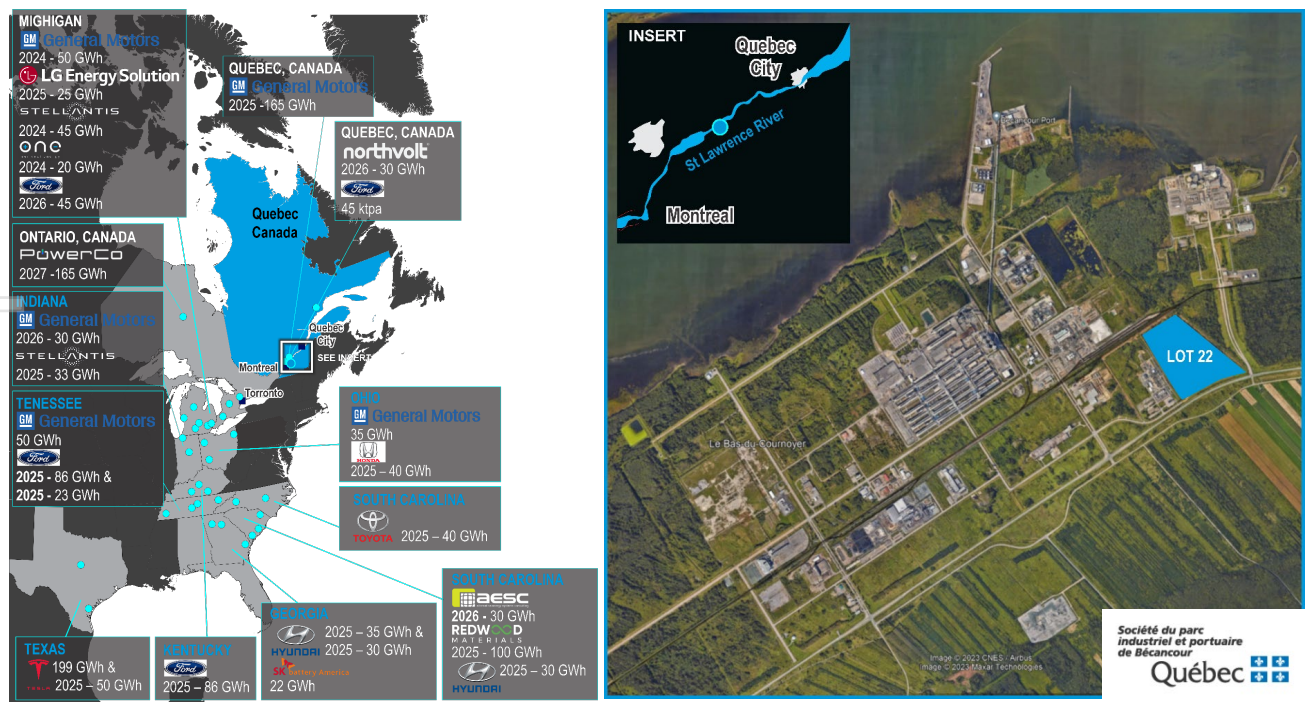 MIGHIGAN
GM General Motors
2024 - 50 GWh
LG Energy Solution
2025 - 25 GWh
STELLANTIS
2024 - 45 GWh
one
2024 - 20 GWh
Ford
2026 - 45 GWh
QUEBEC, CANADA
GM General Motors
2025 -165 GWh
QUEBEC, CANADA
northvolt
2026 - 30 GWh
Ford
45 ktpa
ONTARIO, CANADA
PowerCo
2027 -165 GWh
INDIANA
GM General Motors
2026 - 30 GWh
STELLANTIS
2025 - 33 GWh
TENESSEE
GM General Motors
50 GWh
Ford
2025 - 86 GWh &
2025 - 23 GWh
Quebec
Canada
Quebec
City
SEE INSERT
Montreal
Torronto
OHIO
GM General Motors
35 GWh
HONDA
2025 – 40 GWh
SOUTH CAROLINA
TOYOTA
2025 – 40 GWh
SOUTH CAROLINA
aesc
2026 - 30 GWh
REDWOOD
MATERIALS
2025 - 100 GWh
HYUNDAI
2025 – 30 GWh
GEORGIA
HYUNDAI
2025 – 35 GWh &
2025 – 30 GWh
SK Battery America
22 GWh
TEXAS
TESLA
199 GWh &
2025 – 50 GWh
KENTUCKY
Ford
2025 – 86 GWh
INSERT
Quebec
City
St Lawrence River
Montreal
Bécancour Port
LOT 22
Le Bas-du-Sournoyer
Image © 2023 CNES / Airbus
Image © 2023 Maxar Technologies
Société du parc
industriel et portuaire
de Bécancour
Québec